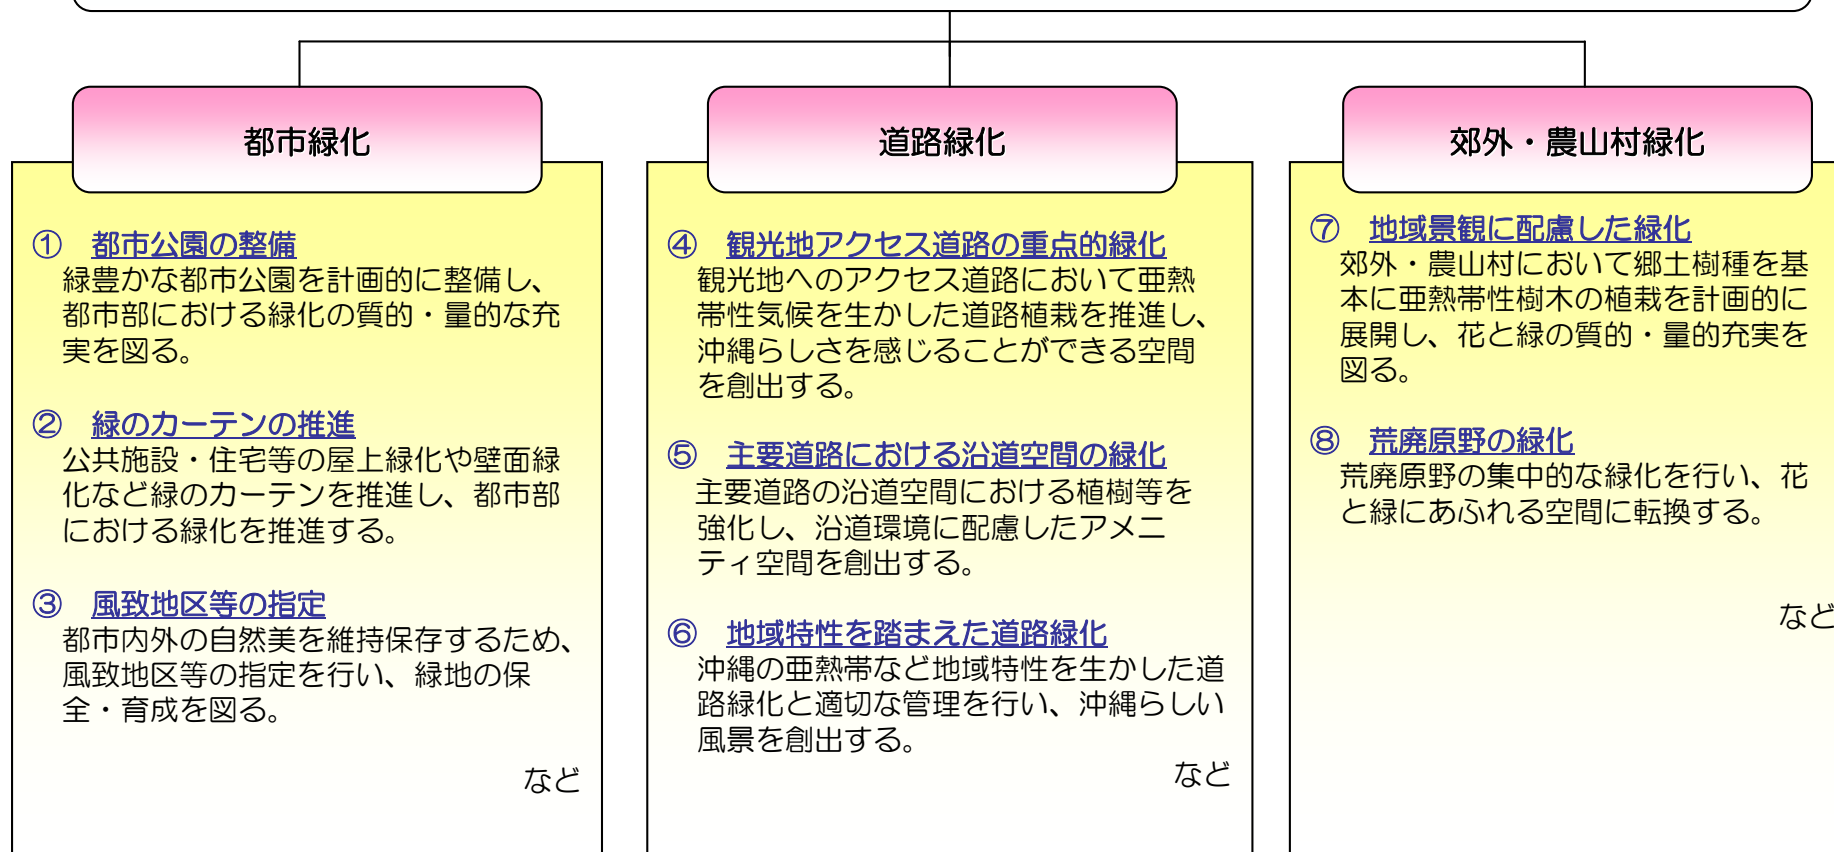 都市緑化
① 都市公園の整備
緑豊かな都市公園を計画的に整備し、
都市部における緑化の質的・量的な充
実を図る。
② 緑のカーテンの推進
公共施設・住宅等の屋上緑化や壁面緑
化など緑のカーテンを推進し、都市部
における緑化を推進する。
③ 風致地区等の指定
都市内外の自然美を維持保存するため、
風致地区等の指定を行い、緑地の保
全・育成を図る。
など
道路緑化
④ 観光地アクセス道路の重点的緑化
観光地へのアクセス道路において亜熱
帯性気候を生かした道路植栽を推進し、
沖縄らしさを感じることができる空間
を創出する。
⑤ 主要道路における沿道空間の緑化
主要道路の沿道空間における植樹等を
強化し、沿道環境に配慮したアメニ
ティ空間を創出する。
⑥ 地域特性を踏まえた道路緑化
沖縄の亜熱帯など地域特性を生かした道
路緑化と適切な管理を行い、沖縄らしい
風景を創出する。
など
郊外・農山村緑化
⑦ 地域景観に配慮した緑化
郊外・農山村において郷土樹種を基
本に亜熱帯性樹木の植栽を計画的に
展開し、花と緑の質的・量的充実を
図る。
⑧ 荒廃原野の緑化
荒廃原野の集中的な緑化を行い、花
と緑にあふれる空間に転換する。
など